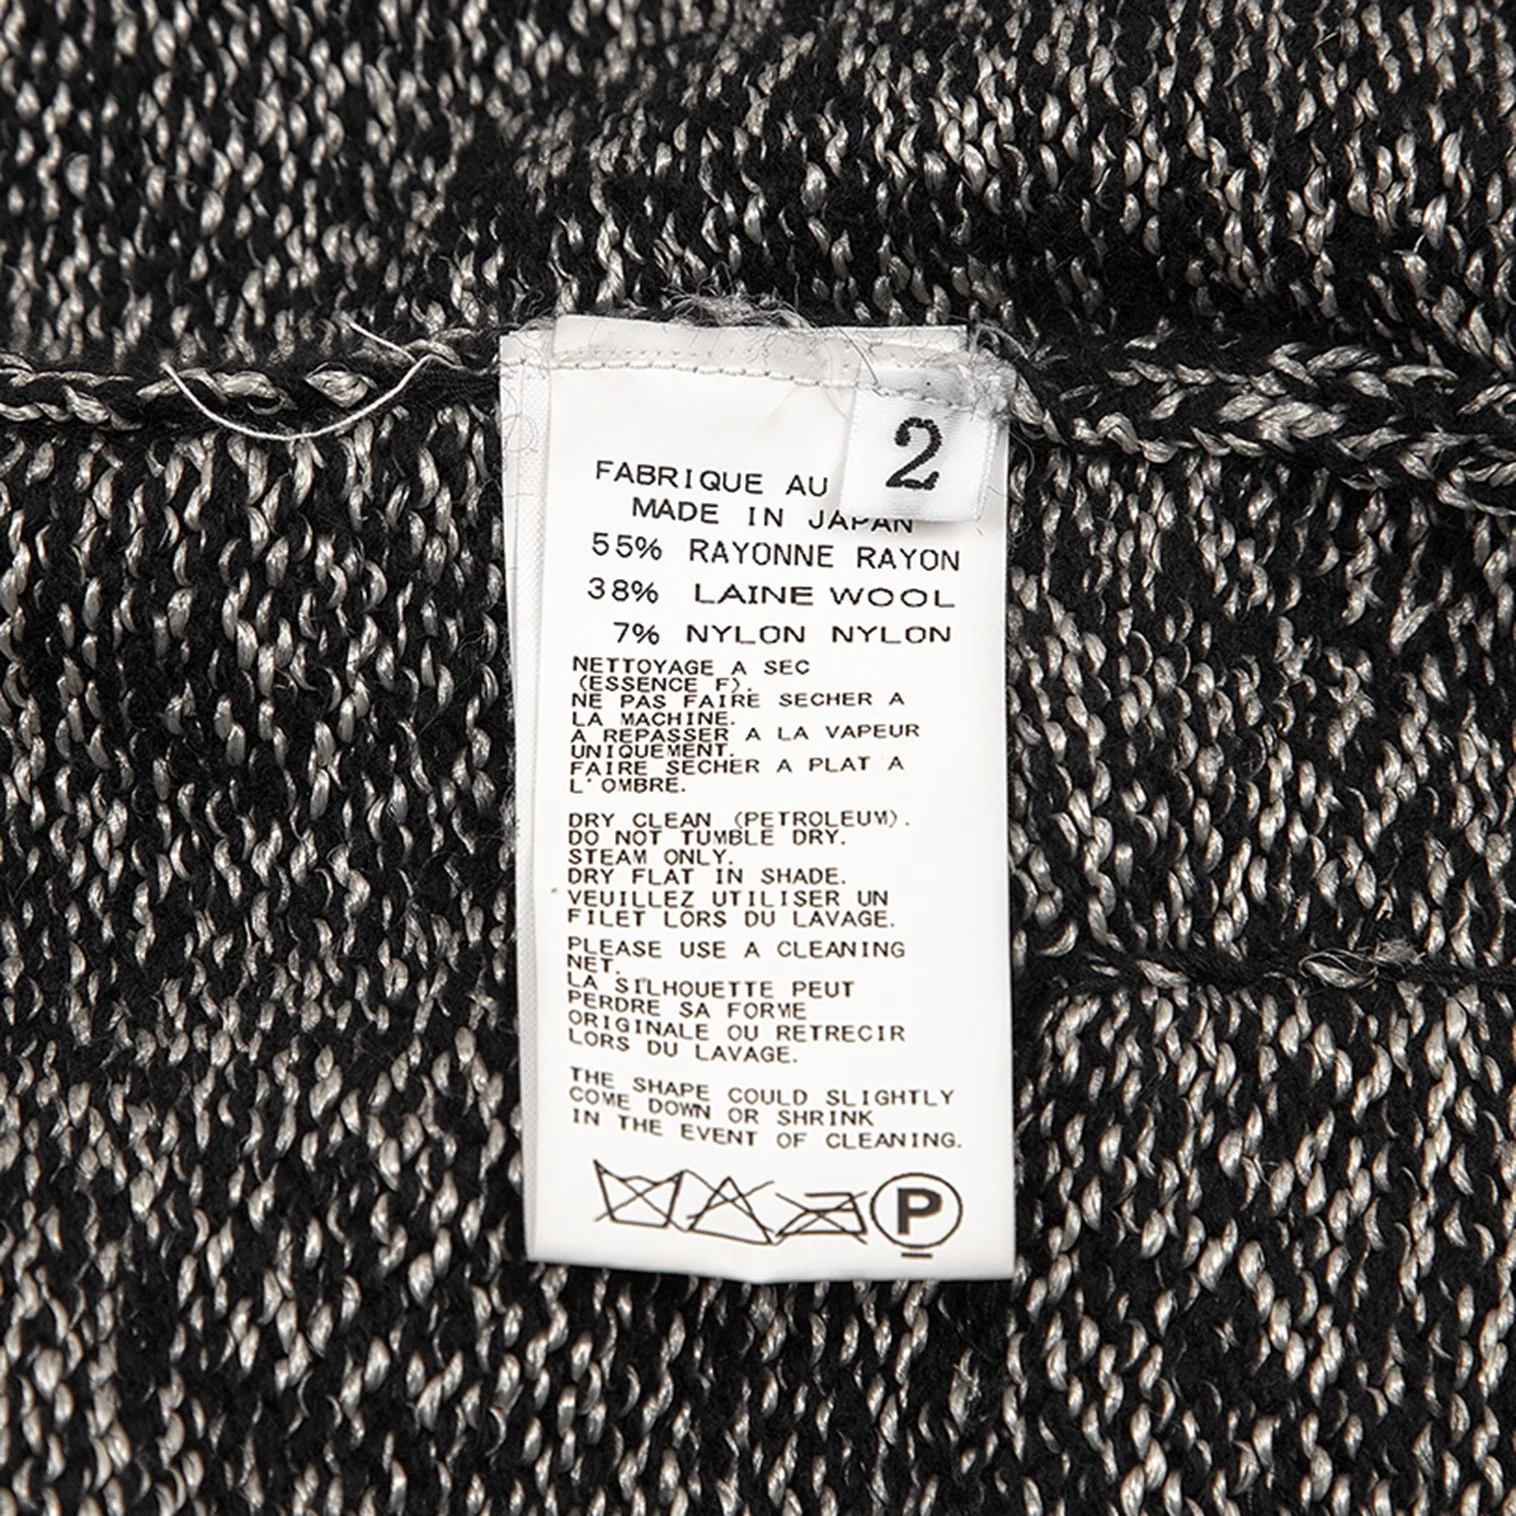 2
FABRIQUE AU
MADE IN JAPAN
55% RAYONNE RAYON
38% LAINE WOOL
7% NYLON NYLON
NETTOYAGE A SEC
(ESSENCE F).
NE PAS FAIRE SECHER A
LA MACHINE.
A REPASSER A LA VAPEUR
UNIQUEMENT.
FAIRE SECHER A PLAT A
L'OMBRE.
DRY CLEAN (PETROLEUM).
DO NOT TUMBLE DRY.
STEAM ONLY.
DRY FLAT IN SHADE.
VEUILLEZ UTILISER UN
FILET LORS DU LAVAGE.
PLEASE USE A CLEANING
NET.
LA SILHOUETTE PEUT
PERDRE SA FORME
ORIGINALE OU RETRECIR
LORS DU LAVAGE.
THE SHAPE COULD SLIGHTLY
COME DOWN OR SHRINK
IN THE EVENT OF CLEANING.
P